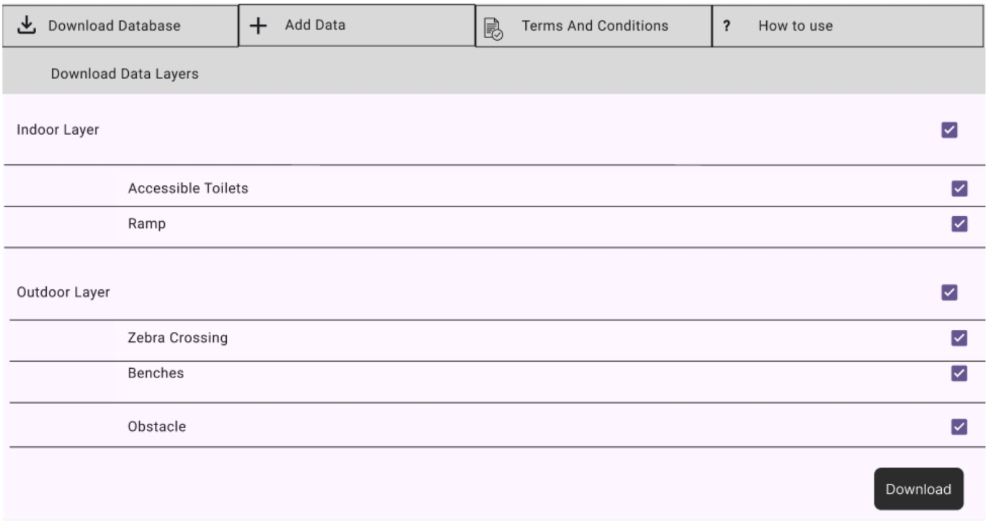 Download Database
Add Data
Terms And Conditions
? How to use
Download Data Layers
Indoor Layer
Accessible Toilets
Ramp
Outdoor Layer
Zebra Crossing
Benches
Obstacle
Download